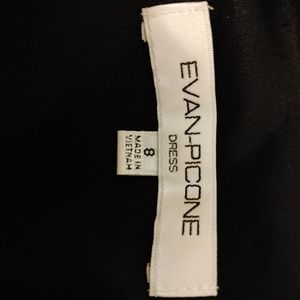 EVAN-PICONE
DRESS
8
MADE IN
VIETNAM